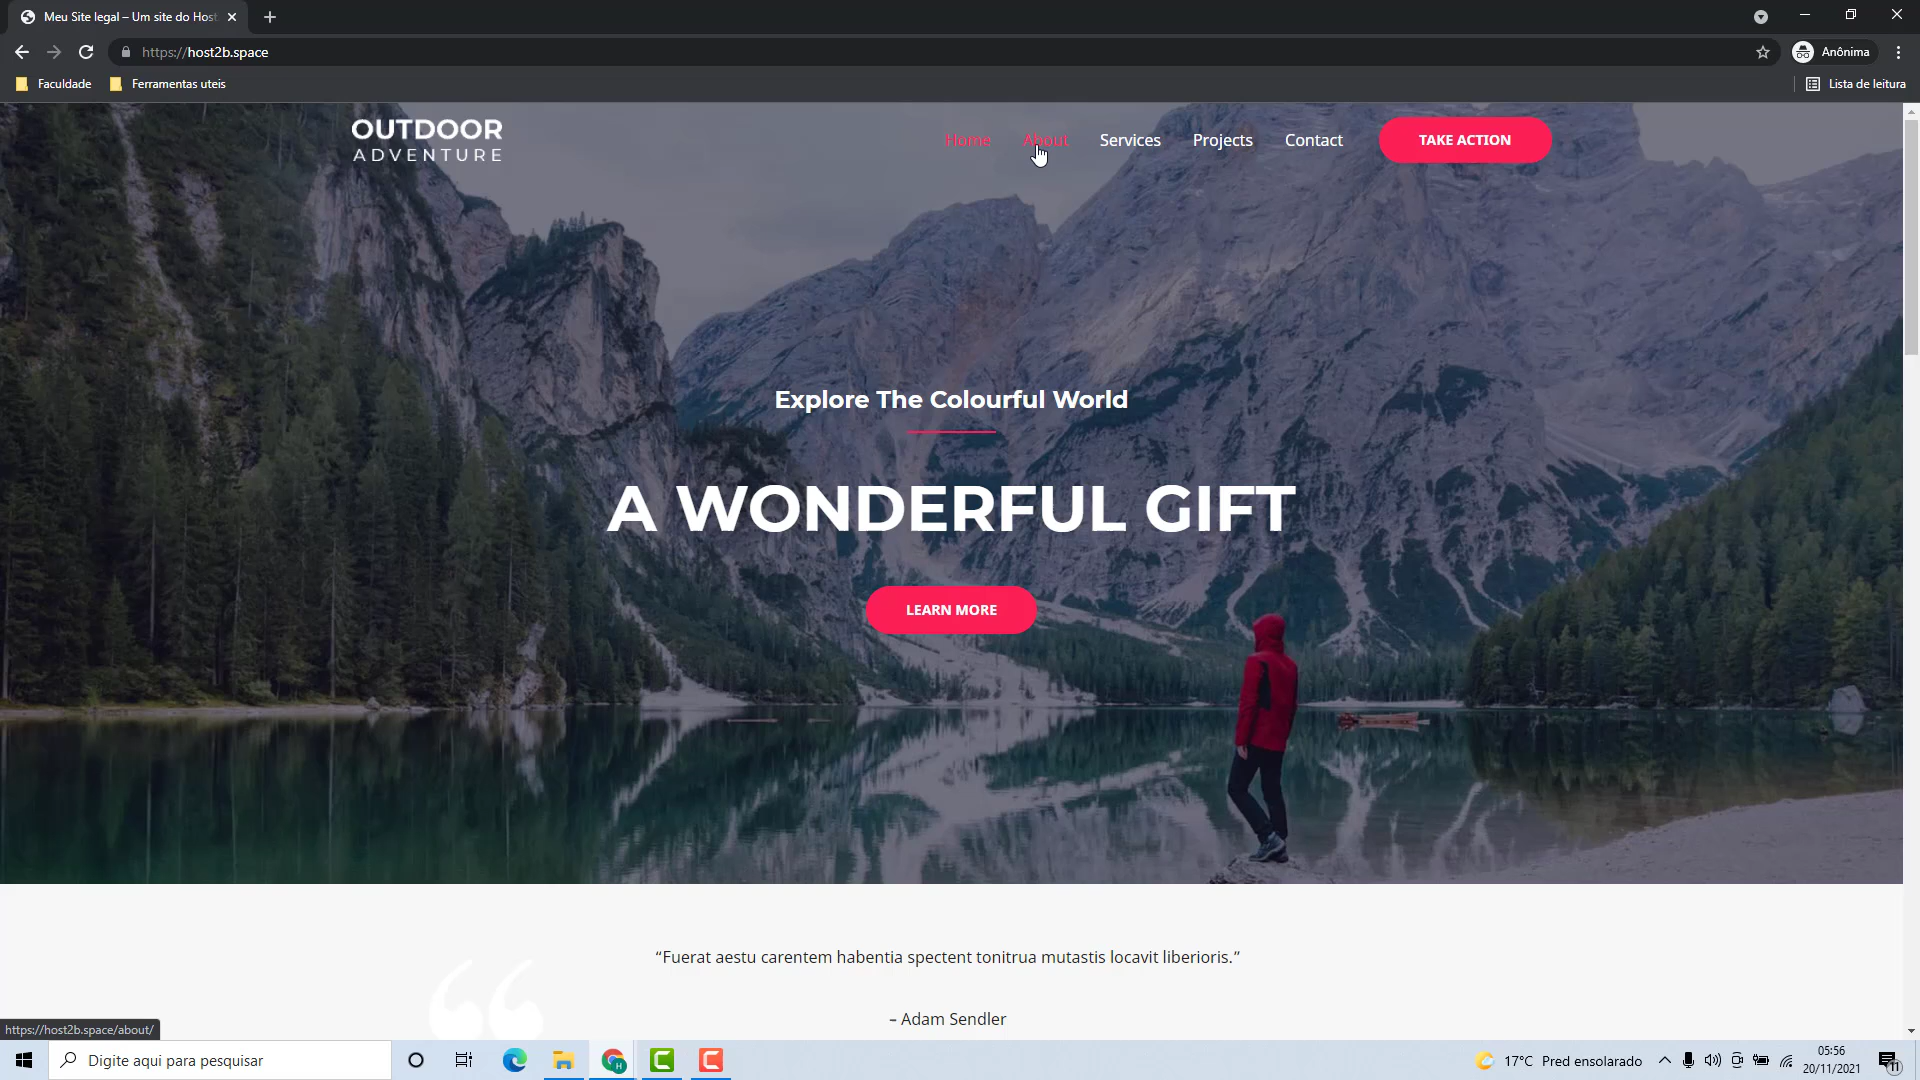 Meu Site legal – Um site do Host
https://host2b.space
Anônima
Faculdade
Ferramentas uteis
Lista de leitura
OUTDOOR
ADVENTURE
Home
About
Services
Projects
Contact
TAKE ACTION
Explore The Colourful World
A WONDERFUL GIFT
LEARN MORE
“Fuerat aestu carentem habentia spectent tonitrua mutastis locavit liberioris.”
– Adam Sendler
https://host2b.space/about/
Digite aqui para pesquisar
17°C Pred ensolarado
05:56
20/11/2021
11